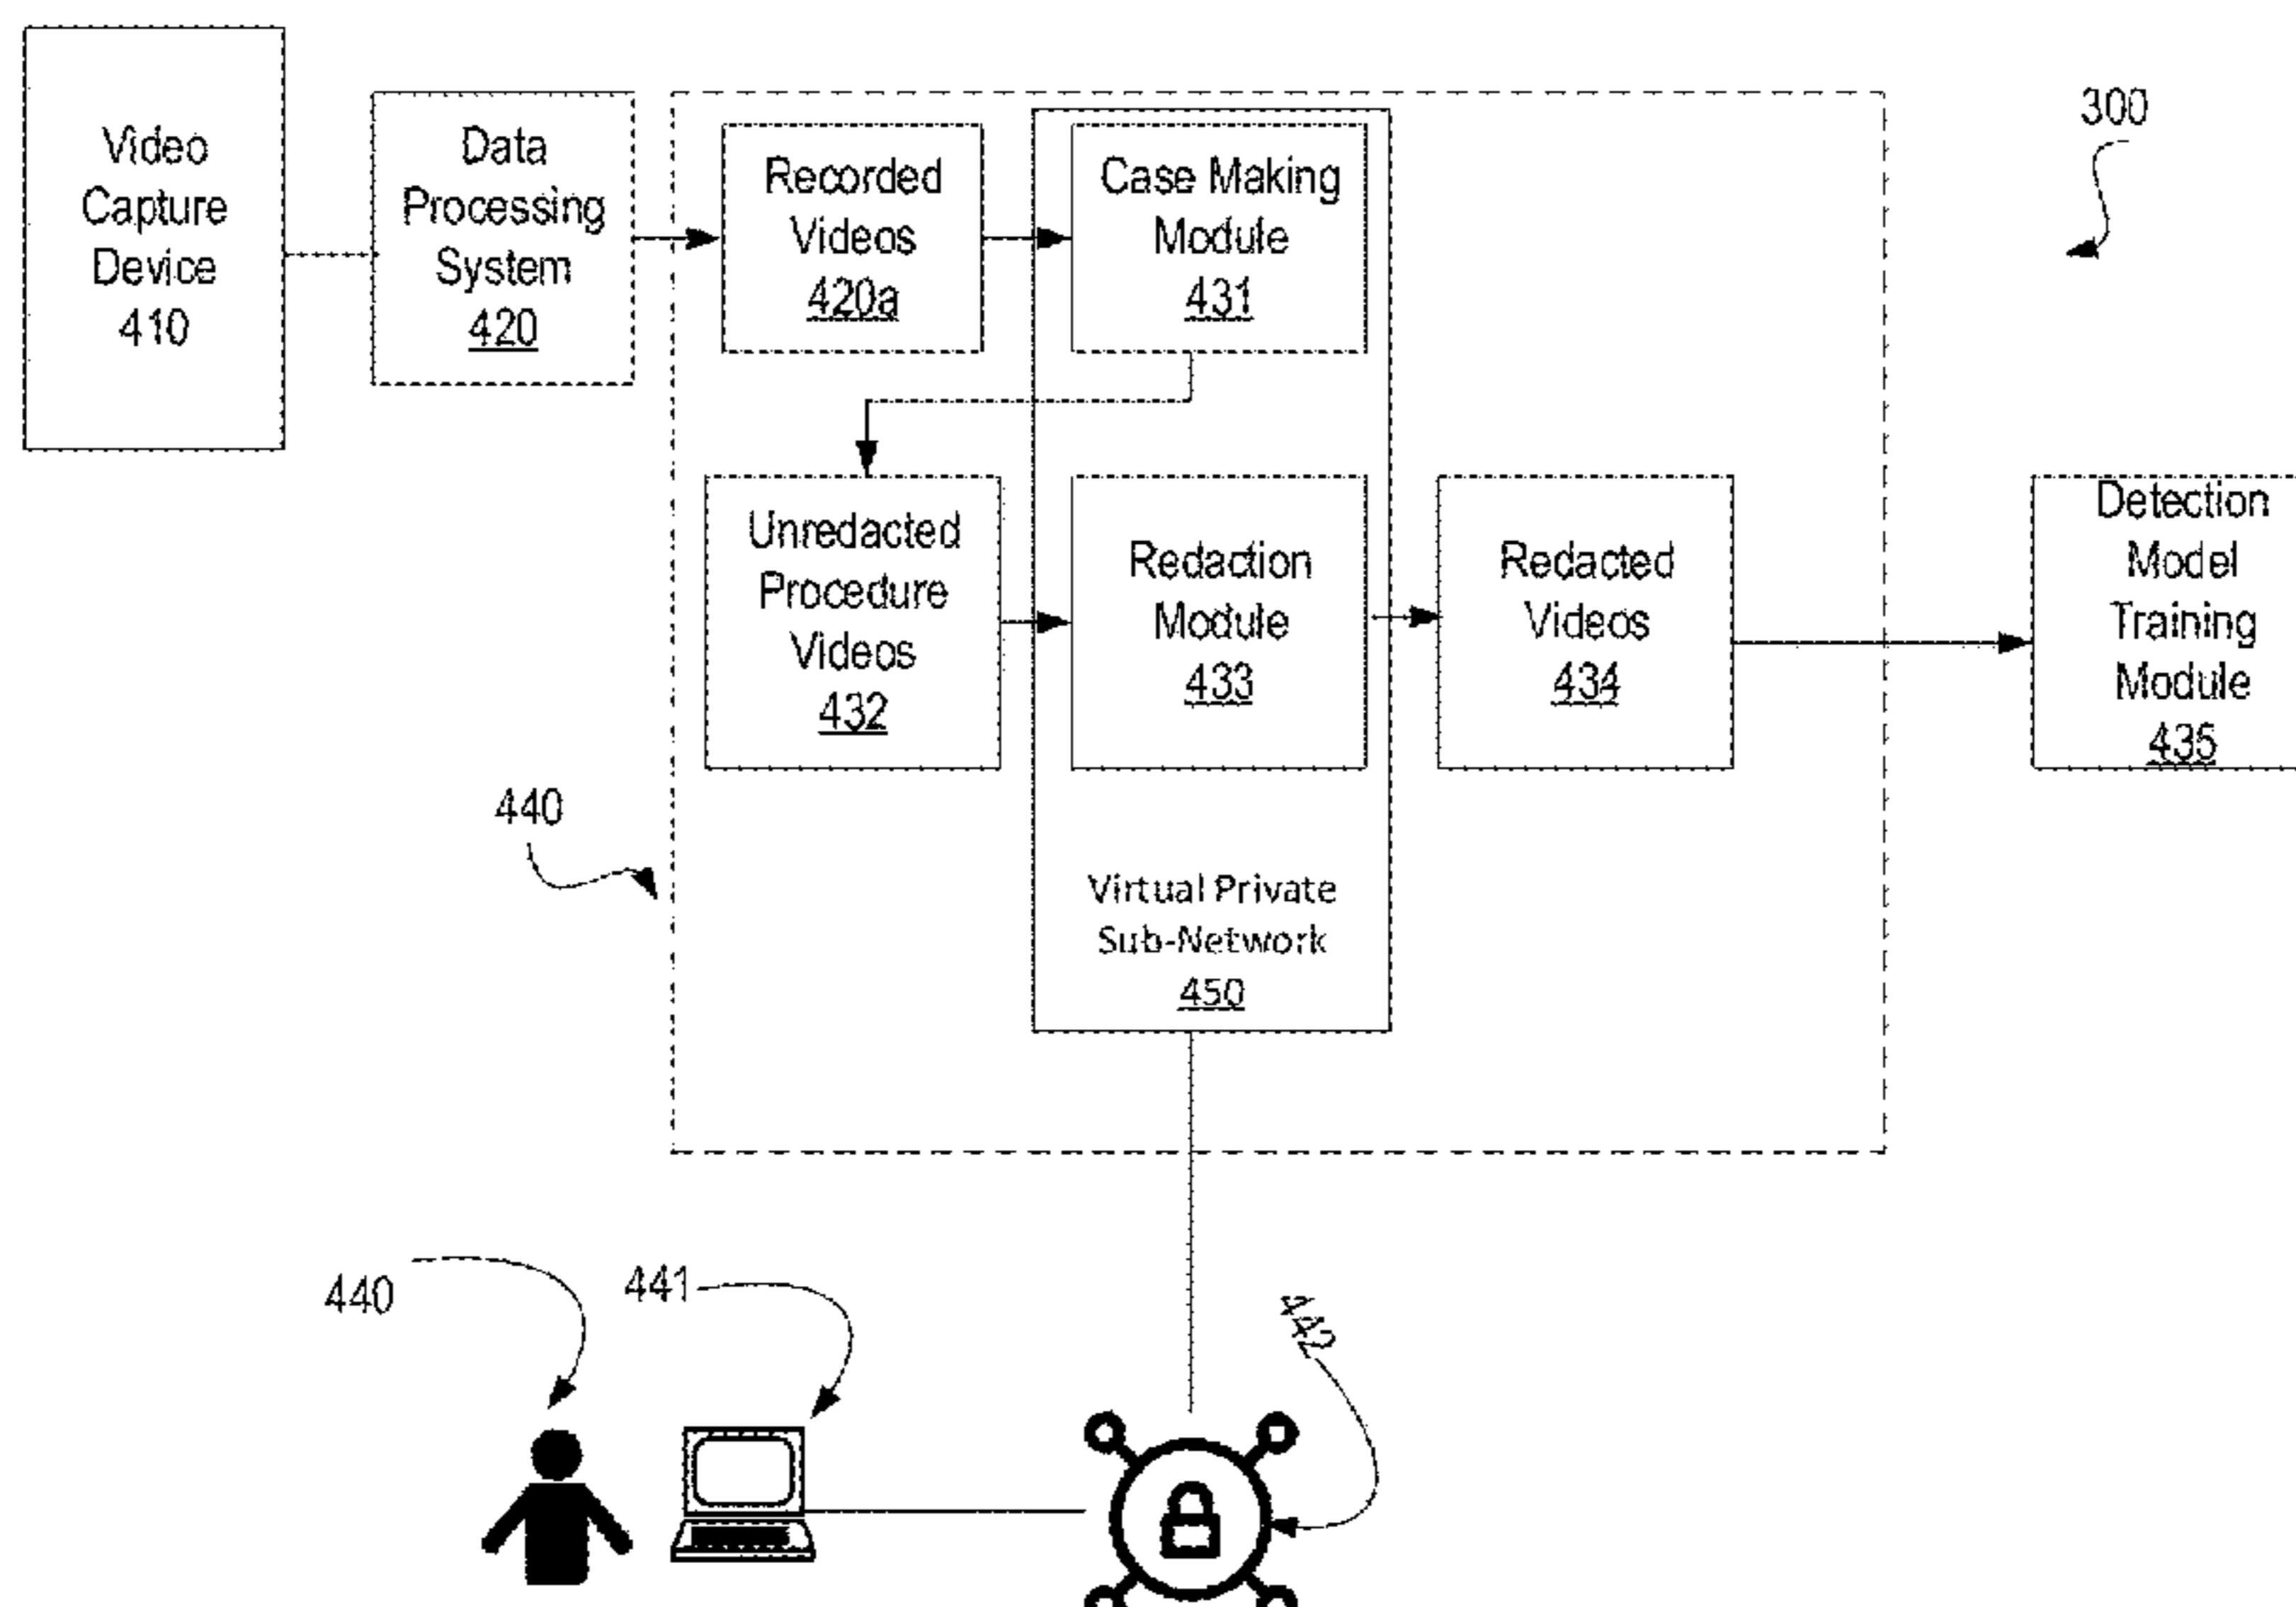 Video
Capture
Device
410
Data
Processing
System
420
Recorded
Videos
420a
Case Making
Module
431
300
Unredacted
Procedure
Videos
432
Redaction
Module
433
Redacted
Videos
434
Detection
Model
Training
Module
435
440
Virtual Private
Sub-Network
450
440
441
442